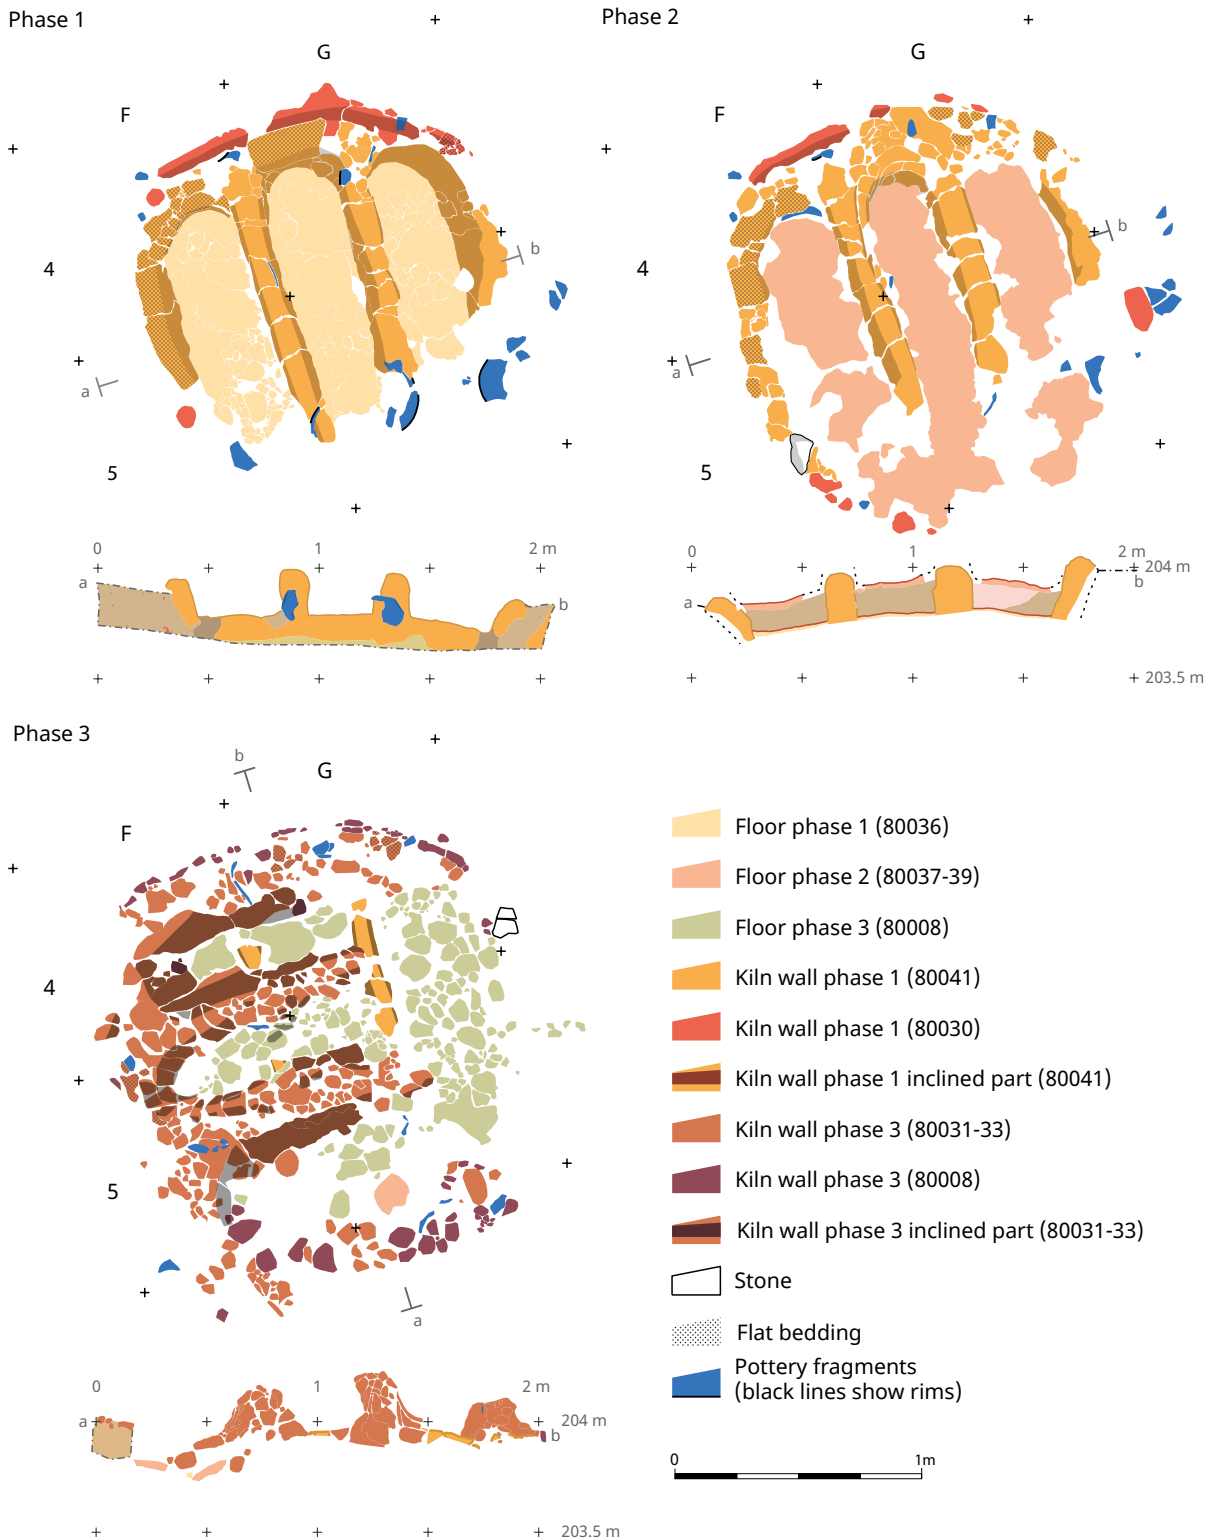 Phase 1
G
F
4
b
a
5
0 1 2 m
a
b
Phase 2
G
F
4
b
a
5
0 1 2 m
204 m
a
b
203.5 m
Phase 3
b
G
F
4
5
a
0 1 2 m
a
204 m
b
203.5 m
Floor phase 1 (80036)
Floor phase 2 (80037-39)
Floor phase 3 (80008)
Kiln wall phase 1 (80041)
Kiln wall phase 1 (80030)
Kiln wall phase 1 inclined part (80041)
Kiln wall phase 3 (80031-33)
Kiln wall phase 3 (80008)
Kiln wall phase 3 inclined part (80031-33)
Stone
Flat bedding
Pottery fragments
(black lines show rims)
0 1m